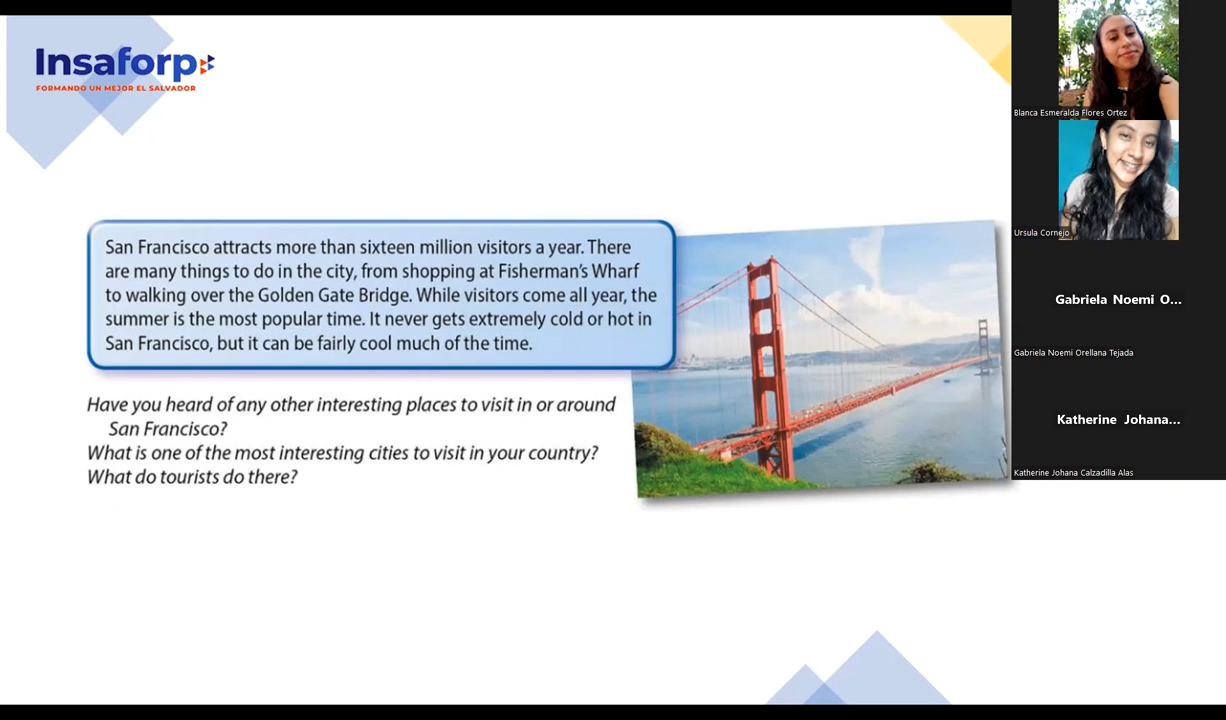 Insaforp
FORMANDO UN MEJOR EL SALVADOR
San Francisco attracts more than sixteen million visitors a year. There
are many things to do in the city, from shopping at Fisherman's Wharf
to walking over the Golden Gate Bridge. While visitors come all year, the
summer is the most popular time. It never gets extremely cold or hot in
San Francisco, but it can be fairly cool much of the time.
Have you heard of any other interesting places to visit in or around
San Francisco?
What is one of the most interesting cities to visit in your country?
What do tourists do there?
Blanca Esmeralda Flores Ortez
Ursula Cornejo
Gabriela Noemi O...
Gabriela Noemi Orellana Tejada
Katherine Johana...
Katherine Johana Calzadilla Alas